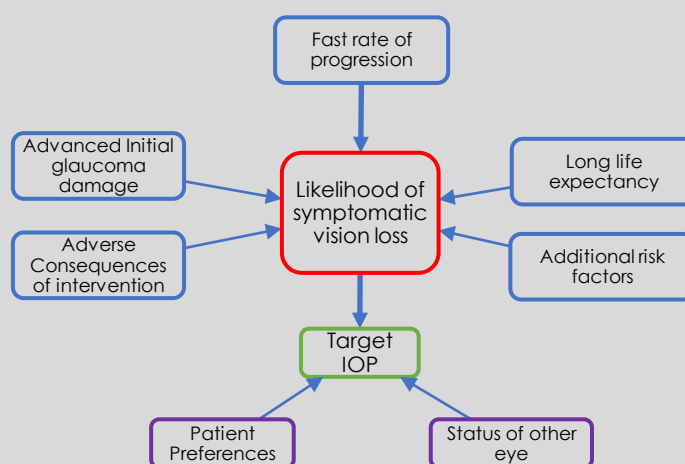 Fast rate of
progression
Advanced Initial
glaucoma
damage
Long life
expectancy
Likelihood of
symptomatic
vision loss
Adverse
Consequences
of intervention
Additional risk
factors
Target
IOP
Patient
Preferences
Status of other
eye